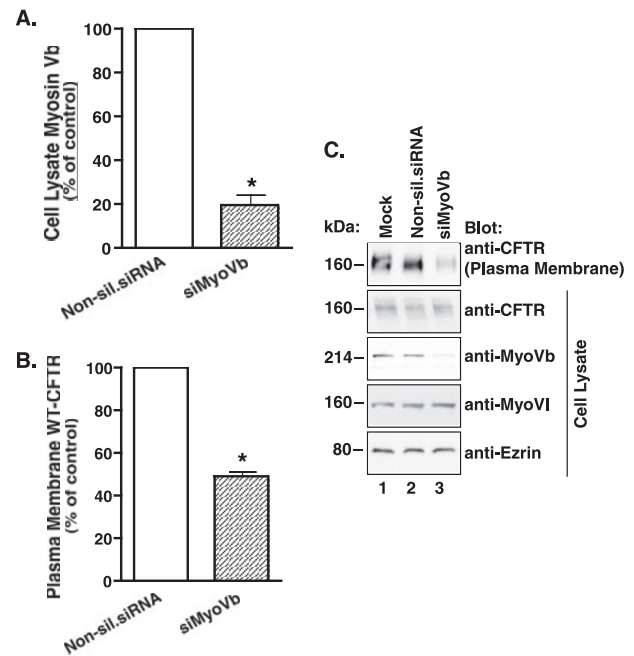 A.
Cell Lysate Myosin Vb
(% of control)
100
80
60
40
20
0
*
Non-sil.siRNA
siMyoVb
B.
Plasma Membrane WT-CFTR
(% of control)
100
80
60
40
20
0
*
Non-sil.siRNA
siMyoVb
C.
Mock
Non-sil.siRNA
siMyoVb
kDa:
Blot:
160
anti-CFTR
(Plasma Membrane)
160
anti-CFTR
214
anti-MyoVb
160
anti-MyoVI
80
anti-Ezrin
Cell Lysate
1 2 3